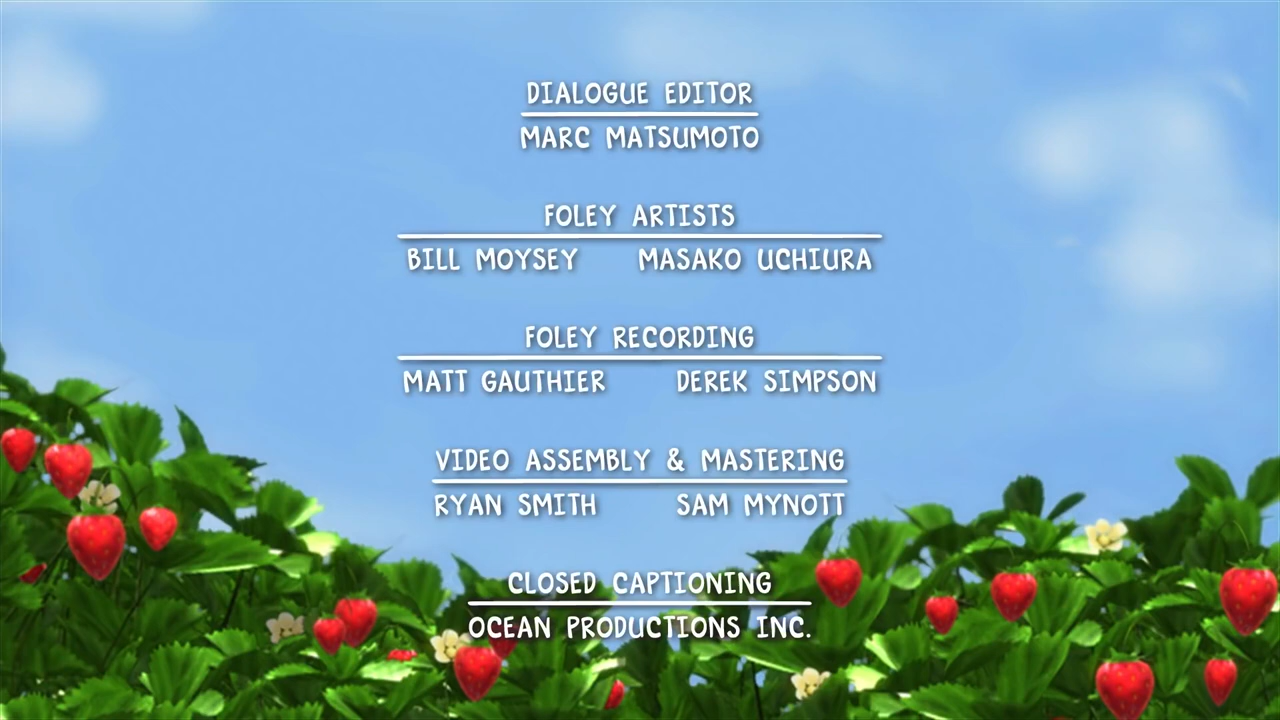 DIALOGUE EDITOR
MARC MATSUMOTO
FOLEY ARTISTS
BILL MOYSEY MASAKO UCHIURA
FOLEY RECORDING
MATT GAUTHIER DEREK SIMPSON
VIDEO ASSEMBLY & MASTERING
RYAN SMITH SAM MYNOTT
CLOSED CAPTIONING
OCEAN PRODUCTIONS INC.